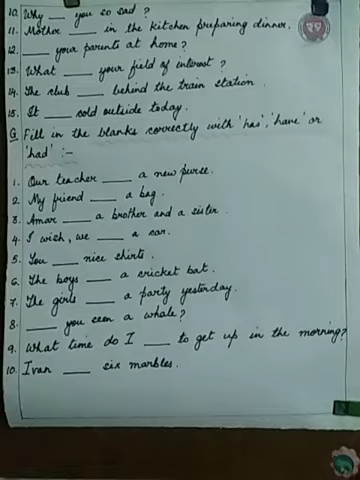 10. Why ___ you so sad ?
11. Mother ___ in the kitchen preparing dinner.
12. ___ your parents at home ?
13. What ___ your field of interest ?
14. The club ___ behind the train station.
15. It ___ cold outside today.
G Fill in the blanks correctly with 'has', 'have' or
'had' :-
1. Our teacher ___ a new purse.
2. My friend ___ a bag.
3. Amar ___ a brother and a sister.
4. I wish, we ___ a car.
5. You ___ nice shirts.
6. The boys ___ a cricket bat.
7. The girls ___ a party yesterday.
8. ___ you seen a whale?
9. What time do I ___ to get up in the morning?
10. Ivan ___ six marbles.